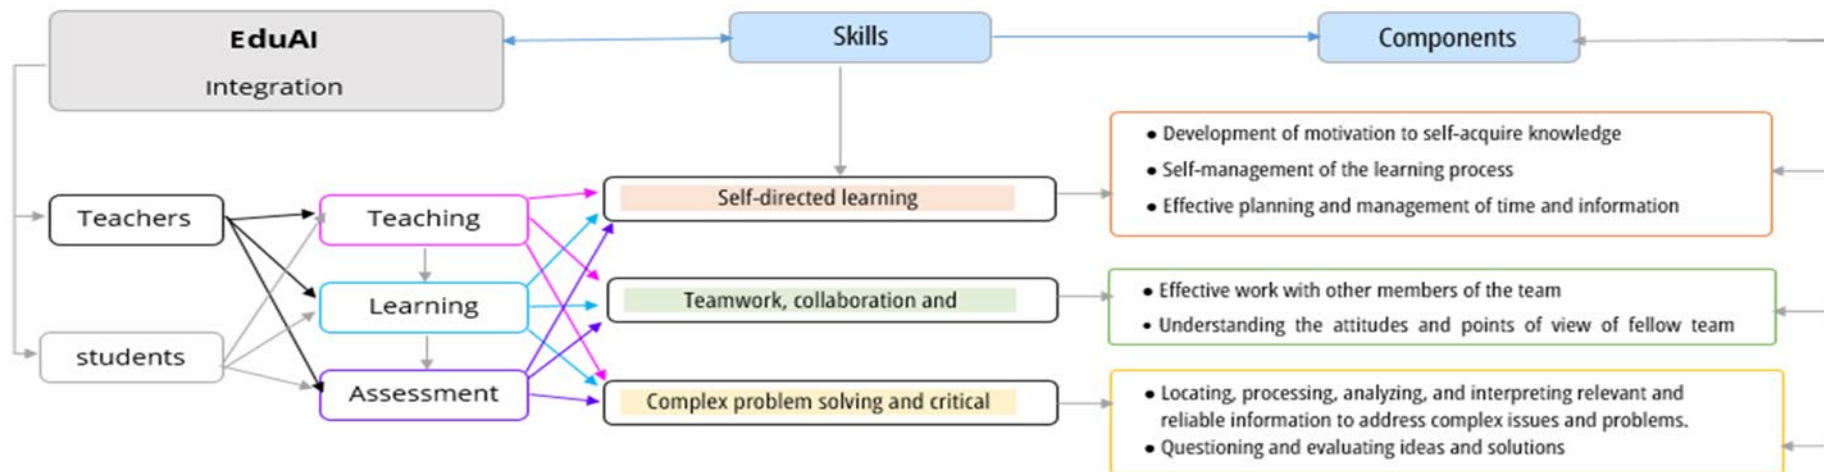 EduAI
Integration
Skills
Components
Teachers
students
Teaching
Learning
Assessment
Self-directed learning
Teamwork, collaboration and
Complex problem solving and critical
● Development of motivation to self-acquire knowledge
● Self-management of the learning process
● Effective planning and management of time and information
● Effective work with other members of the team
• Understanding the attitudes and points of view of fellow team
● Locating, processing, analyzing, and interpreting relevant and
reliable information to address complex issues and problems.
● Questioning and evaluating ideas and solutions